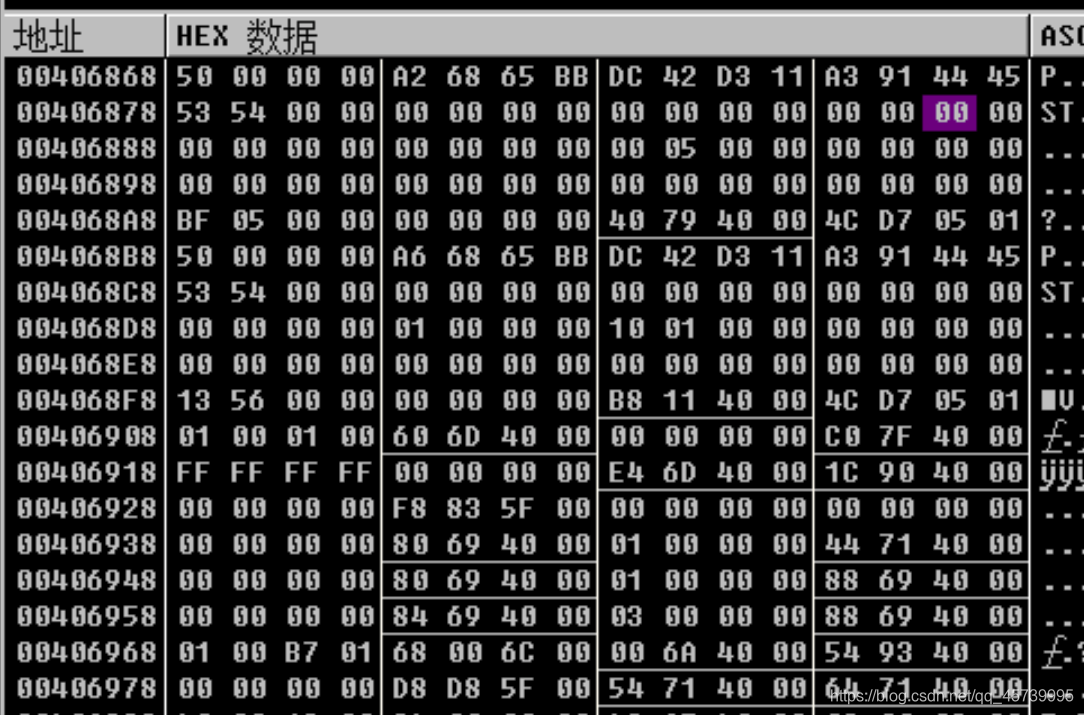 地址 HEX 数据 ASC
00406868 50 00 00 00 A2 68 65 BB DC 42 D3 11 A3 91 44 45 P..
00406878 53 54 00 00 00 00 00 00 00 00 00 00 00 00 00 00 ST.
00406888 00 00 00 00 00 00 00 00 00 05 00 00 00 00 00 00 ...
00406898 00 00 00 00 00 00 00 00 00 00 00 00 00 00 00 00 ...
004068A8 BF 05 00 00 00 00 00 00 40 79 40 00 4C D7 05 01 ?..
004068B8 50 00 00 00 A6 68 65 BB DC 42 D3 11 A3 91 44 45 P..
004068C8 53 54 00 00 00 00 00 00 00 00 00 00 00 00 00 00 ST.
004068D8 00 00 00 00 01 00 00 00 10 01 00 00 00 00 00 00 ...
004068E8 00 00 00 00 00 00 00 00 00 00 00 00 00 00 00 00 ...
004068F8 13 56 00 00 00 00 00 00 B8 11 40 00 4C D7 05 01 ■V.
00406908 01 00 01 00 60 6D 40 00 00 00 00 00 C0 7F 40 00 £.
00406918 FF FF FF FF 00 00 00 00 E4 6D 40 00 1C 90 40 00 ÿÿÿ
00406928 00 00 00 00 F8 83 5F 00 00 00 00 00 00 00 00 00 ...
00406938 00 00 00 00 80 69 40 00 01 00 00 00 44 71 40 00 ...
00406948 00 00 00 00 80 69 40 00 01 00 00 00 88 69 40 00 ...
00406958 00 00 00 00 84 69 40 00 03 00 00 00 88 69 40 00 ...
00406968 01 00 B7 01 68 00 6C 00 00 6A 40 00 54 93 40 00 £.?
00406978 00 00 00 00 D8 D8 5F 00 54 71 40 00 64 71 40 00
https://blog.csdn.net/qq_45739095